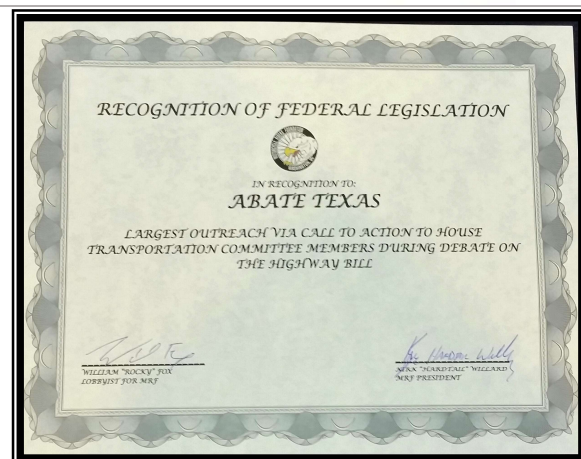 RECOGNITION OF FEDERAL LEGISLATION
IN RECOGNITION TO:
ABATE TEXAS
LARGEST OUTREACH VIA CALL TO ACTION TO HOUSE
TRANSPORTATION COMMITTEE MEMBERS DURING DEBATE ON
THE HIGHWAY BILL
WILLIAM "ROCKY" FOX
LOBBYIST FOR MRF
KIRK "HARDTAIL" WILLARD
MRF PRESIDENT